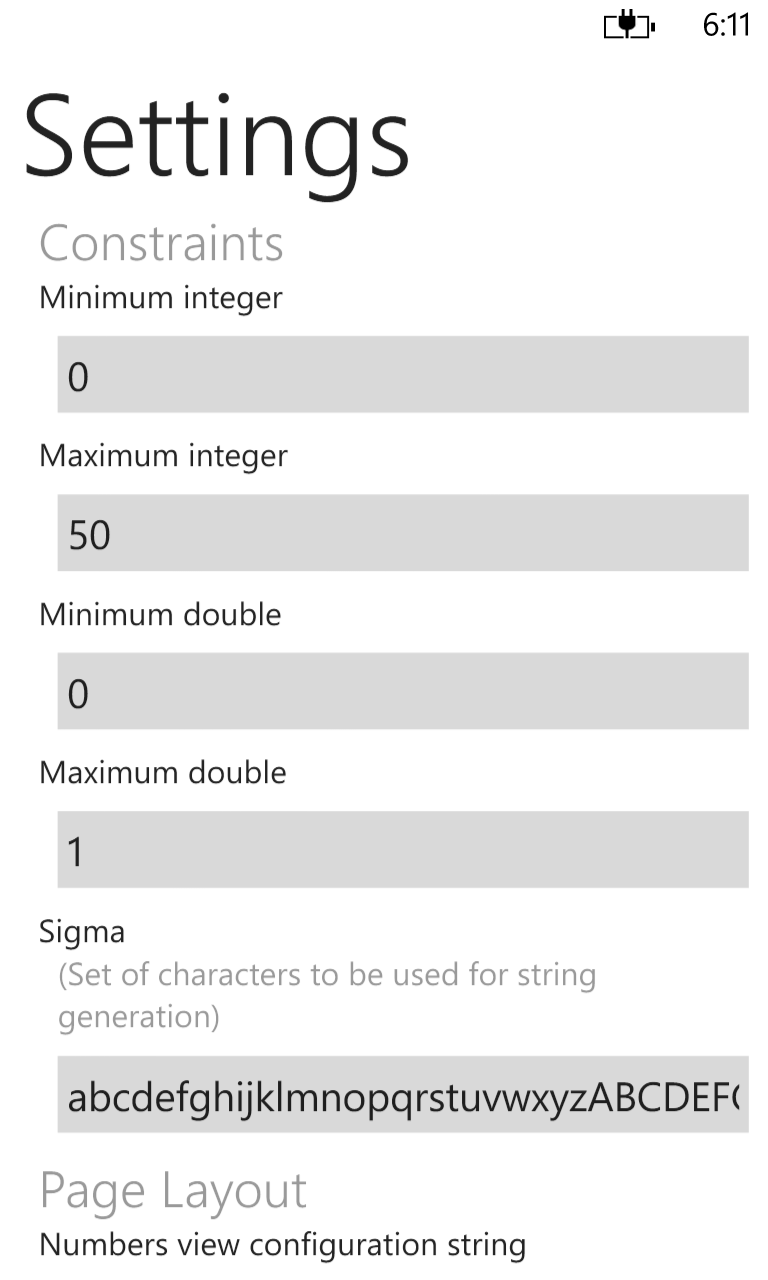 6:11
Settings
Constraints
Minimum integer
0
Maximum integer
50
Minimum double
0
Maximum double
1
Sigma
(Set of characters to be used for string
generation)
abcdefghijklmnopqrstuvwxyzABCDEF
Page Layout
Numbers view configuration string